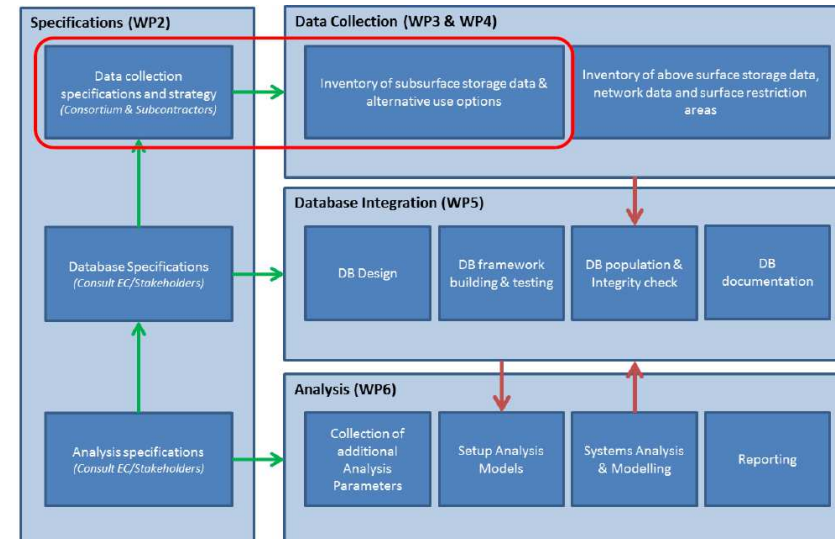 Specifications (WP2)
Data collection
specifications and strategy
(Consortium & Subcontractors)
Database Specifications
(Consult EC/Stakeholders)
Analysis specifications
(Consult EC/Stakeholders)
Data Collection (WP3 & WP4)
Inventory of subsurface storage data &
alternative use options
Inventory of above surface storage data,
network data and surface restriction
areas
Database Integration (WP5)
DB Design
DB framework
building & testing
DB population &
Integrity check
DB
documentation
Analysis (WP6)
Collection of
additional
Analysis
Parameters
Setup Analysis
Models
Systems Analysis
& Modelling
Reporting